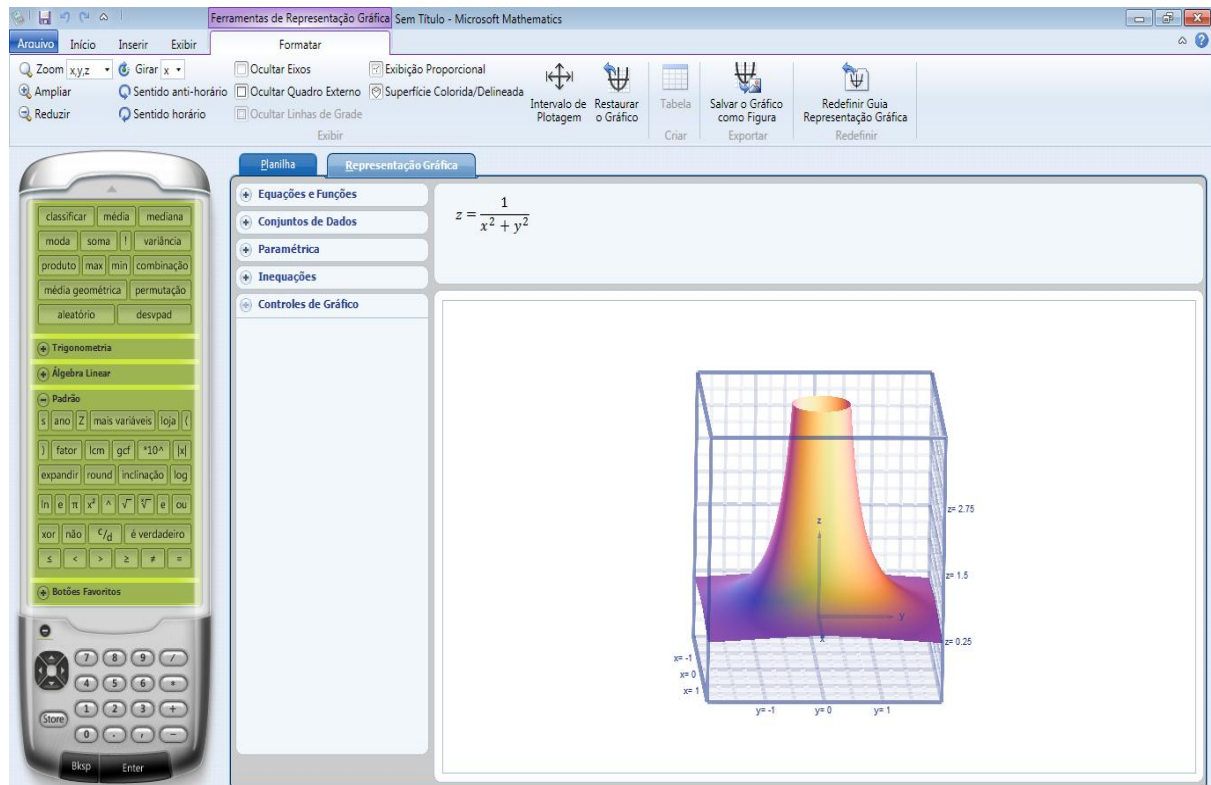 Ferramentas de Representação Gráfica Sem Título - Microsoft Mathematics
Arquivo Início Inserir Exibir Formatar
Zoom x,y,z Girar x Ocultar Eixos Exibição Proporcional
Ampliar Sentido anti-horário Ocultar Quadro Externo Superfície Colorida/Delineada
Reduzir Sentido horário Ocultar Linhas de Grade
Intervalo de Plotagem Restaurar o Gráfico Tabela Salvar o Gráfico como Figura Redefinir Guia Representação Gráfica
Exibir Criar Exportar Redefinir
Planilha Representação Gráfica
classificar média mediana
moda soma ! variância
produto max min combinação
média geométrica permutação
aleatório desvpad
Trigonometria
Álgebra Linear
Padrão
s ano Z mais variáveis loja (
) fator lcm gcf *10^ |x|
expandir round inclinação log
ln e π x² ^ √ ˣ√ e ou
xor não c/d é verdadeiro
≤ < > ≥ ≠ =
Botões Favoritos
7 8 9 /
4 5 6 *
Store 1 2 3 +
0 . , −
Bksp Enter
Equações e Funções
Conjuntos de Dados
Paramétrica
Inequações
Controles de Gráfico
z = 1 / x² + y²
z
y
x
z= 2.75
z= 1.5
z= 0.25
x= -1
x= 0
x= 1
y= -1 y= 0 y= 1